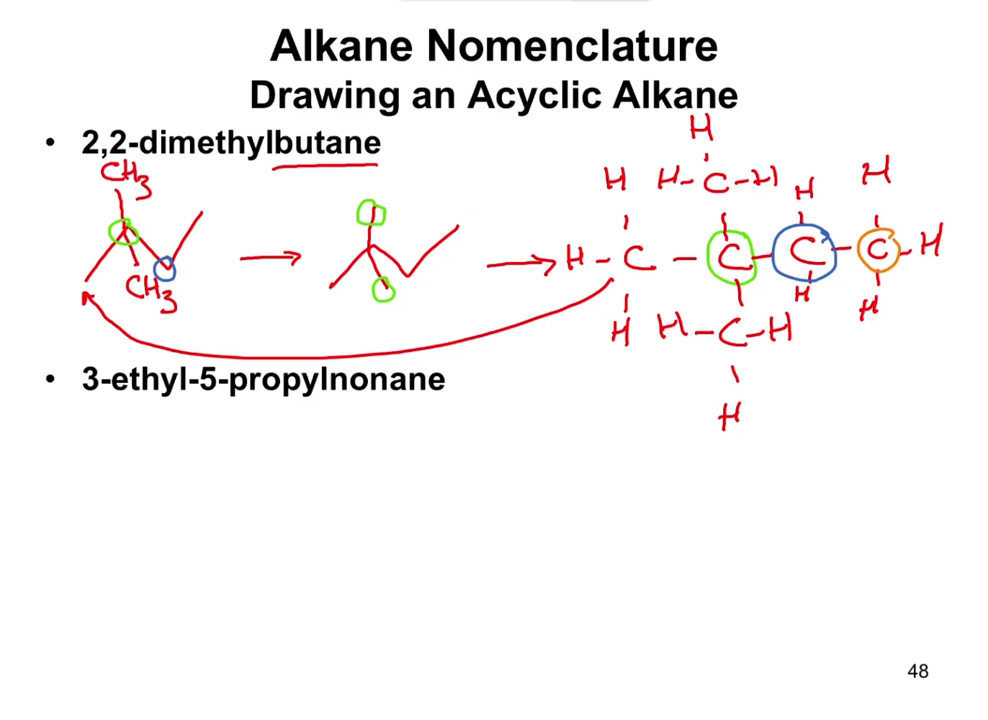 Alkane Nomenclature
Drawing an Acyclic Alkane
• 2,2-dimethylbutane
CH3
CH3
H
H H-C-H H H
H-C-C-C-C-H
H H-C-H H H
H
• 3-ethyl-5-propylnonane
48